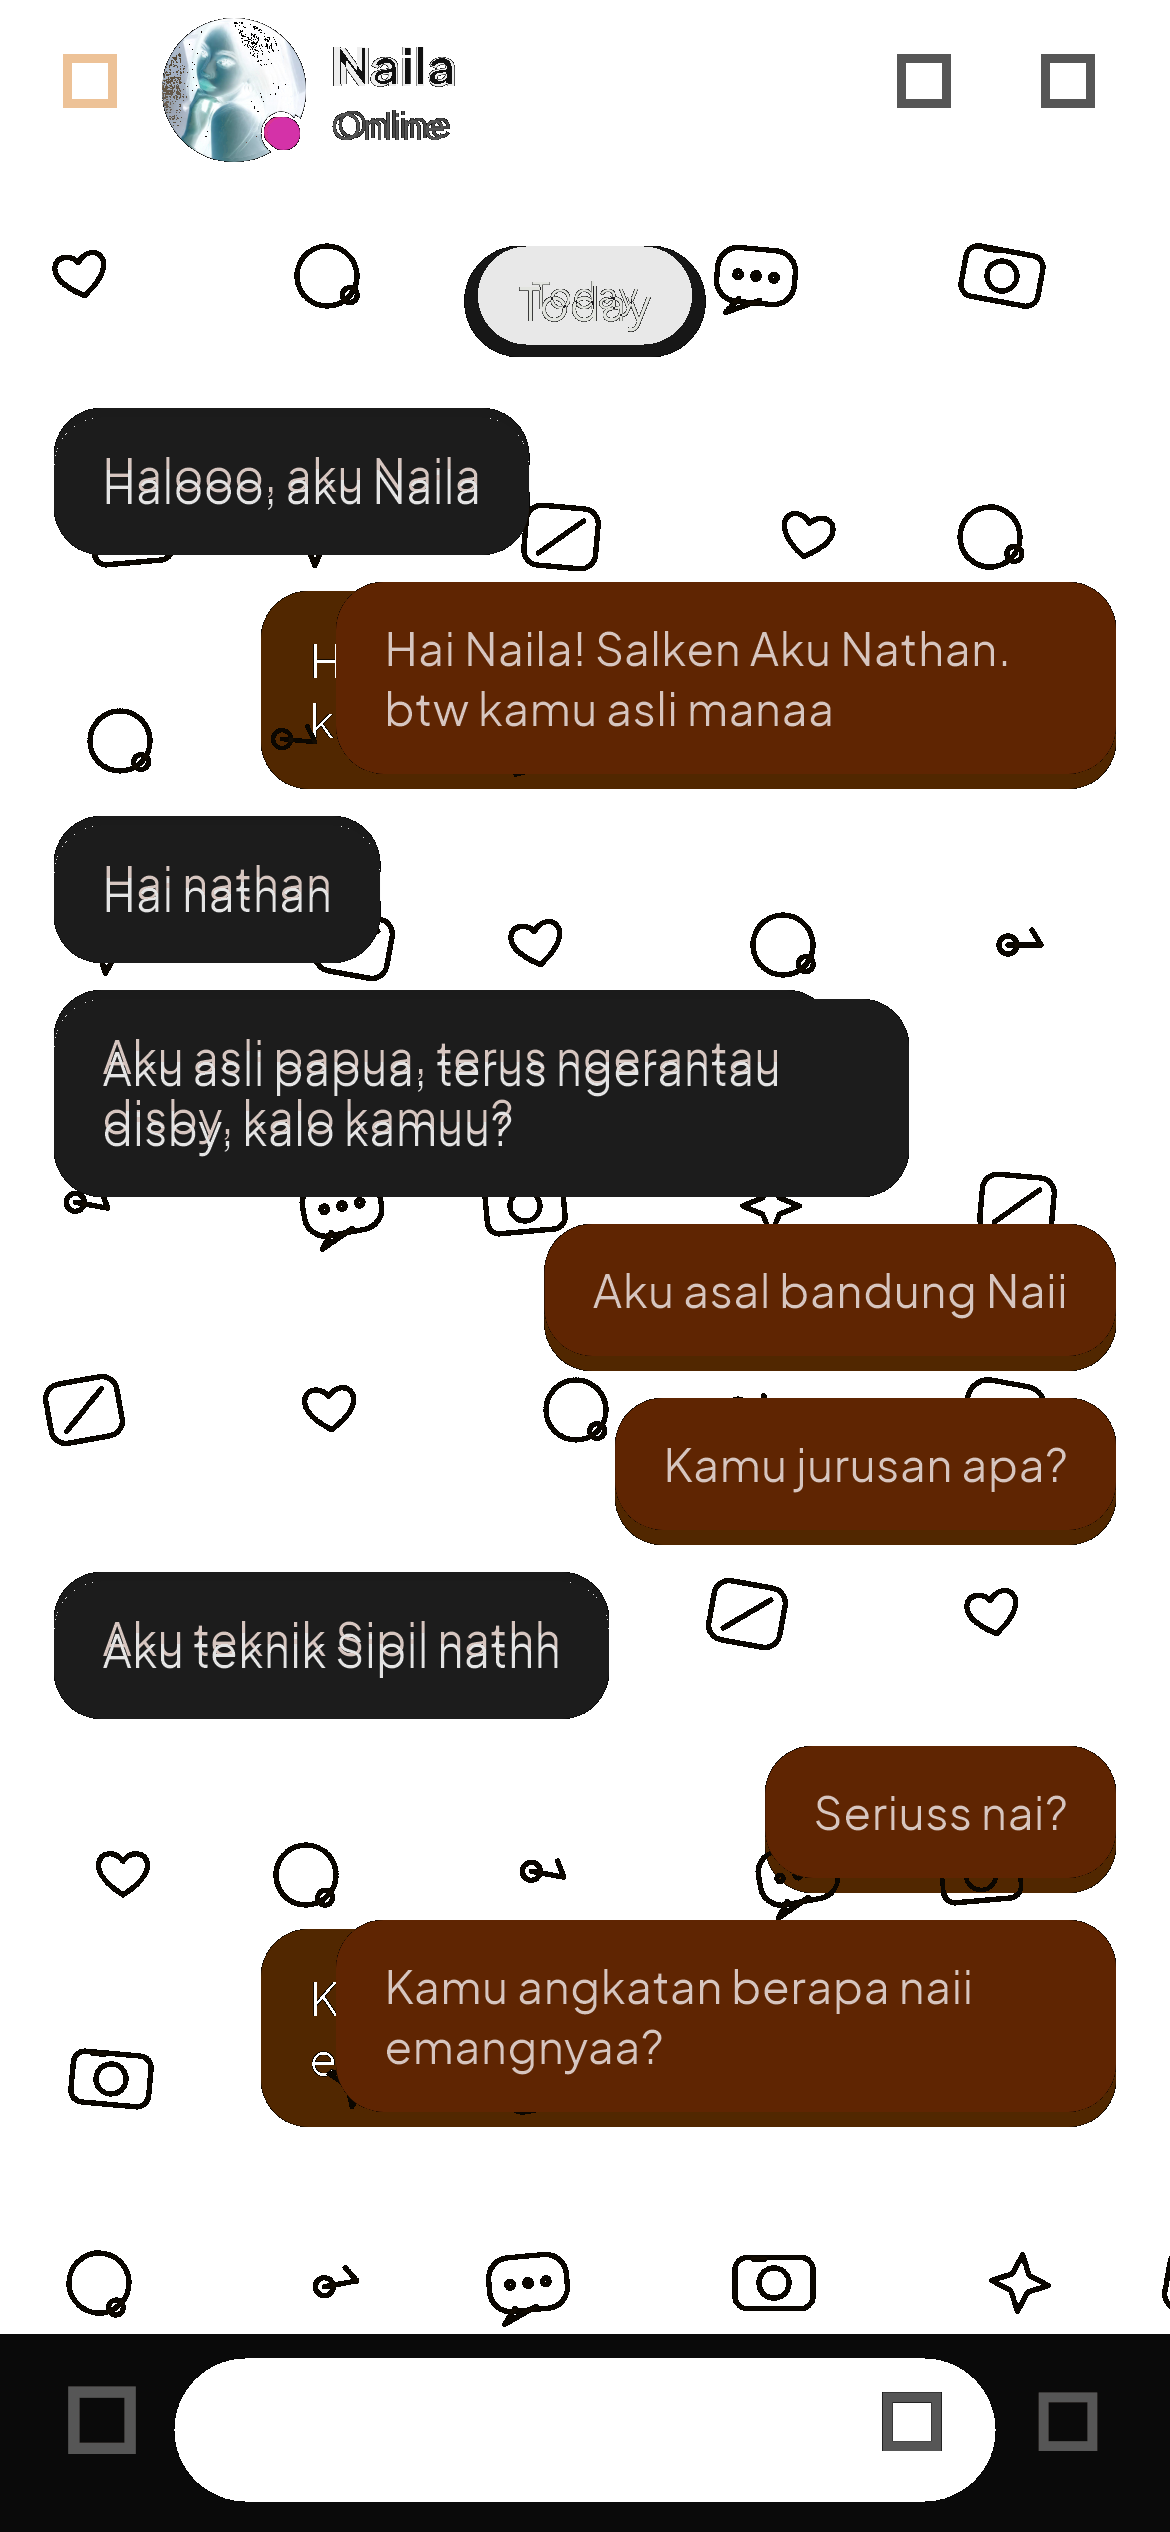 Naila
Online
Today
Halooo, aku Naila
Hai Naila! Salken Aku Nathan.
btw kamu asli manaa
Hai nathan
Aku asli papua, terus ngerantau
disby, kalo kamuu?
Aku asal bandung Naii
Kamu jurusan apa?
Aku teknik Sipil nathh
Seriuss nai?
Kamu angkatan berapa naii
emangnyaa?